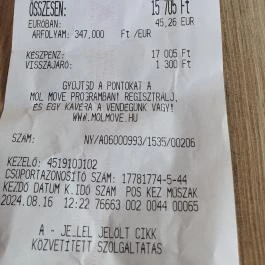 ÖSSZESEN: 15 705 Ft
EURÓBAN: 45,26 EUR
ÁRFOLYAM: 347,000 Ft /EUR
KÉSZPÉNZ: 17 005 Ft
VISSZAJÁRÓ: 1 300 Ft
GYŰJTSD A PONTOKAT A
MOL MOVE PROGRAMBAN! REGISZTRÁLJ,
ÉS EGY KÁVÉRA A VENDÉGÜNK VAGY!
WWW.MOLMOVE.HU
SZÁM: NY/A06000993/1535/00206
KEZELŐ: 4519100102
CSOPORTAZONOSÍTÓ SZÁM: 17781774-5-44
KEZDŐ DÁTUM K.IDŐ SZÁM POS KÉZ MŰSZAK
2024.08.16 12:22 76663 002 0044 00065
A - JELLEL JELÖLT CIKK
KÖZVETÍTETT SZOLGÁLTATÁS